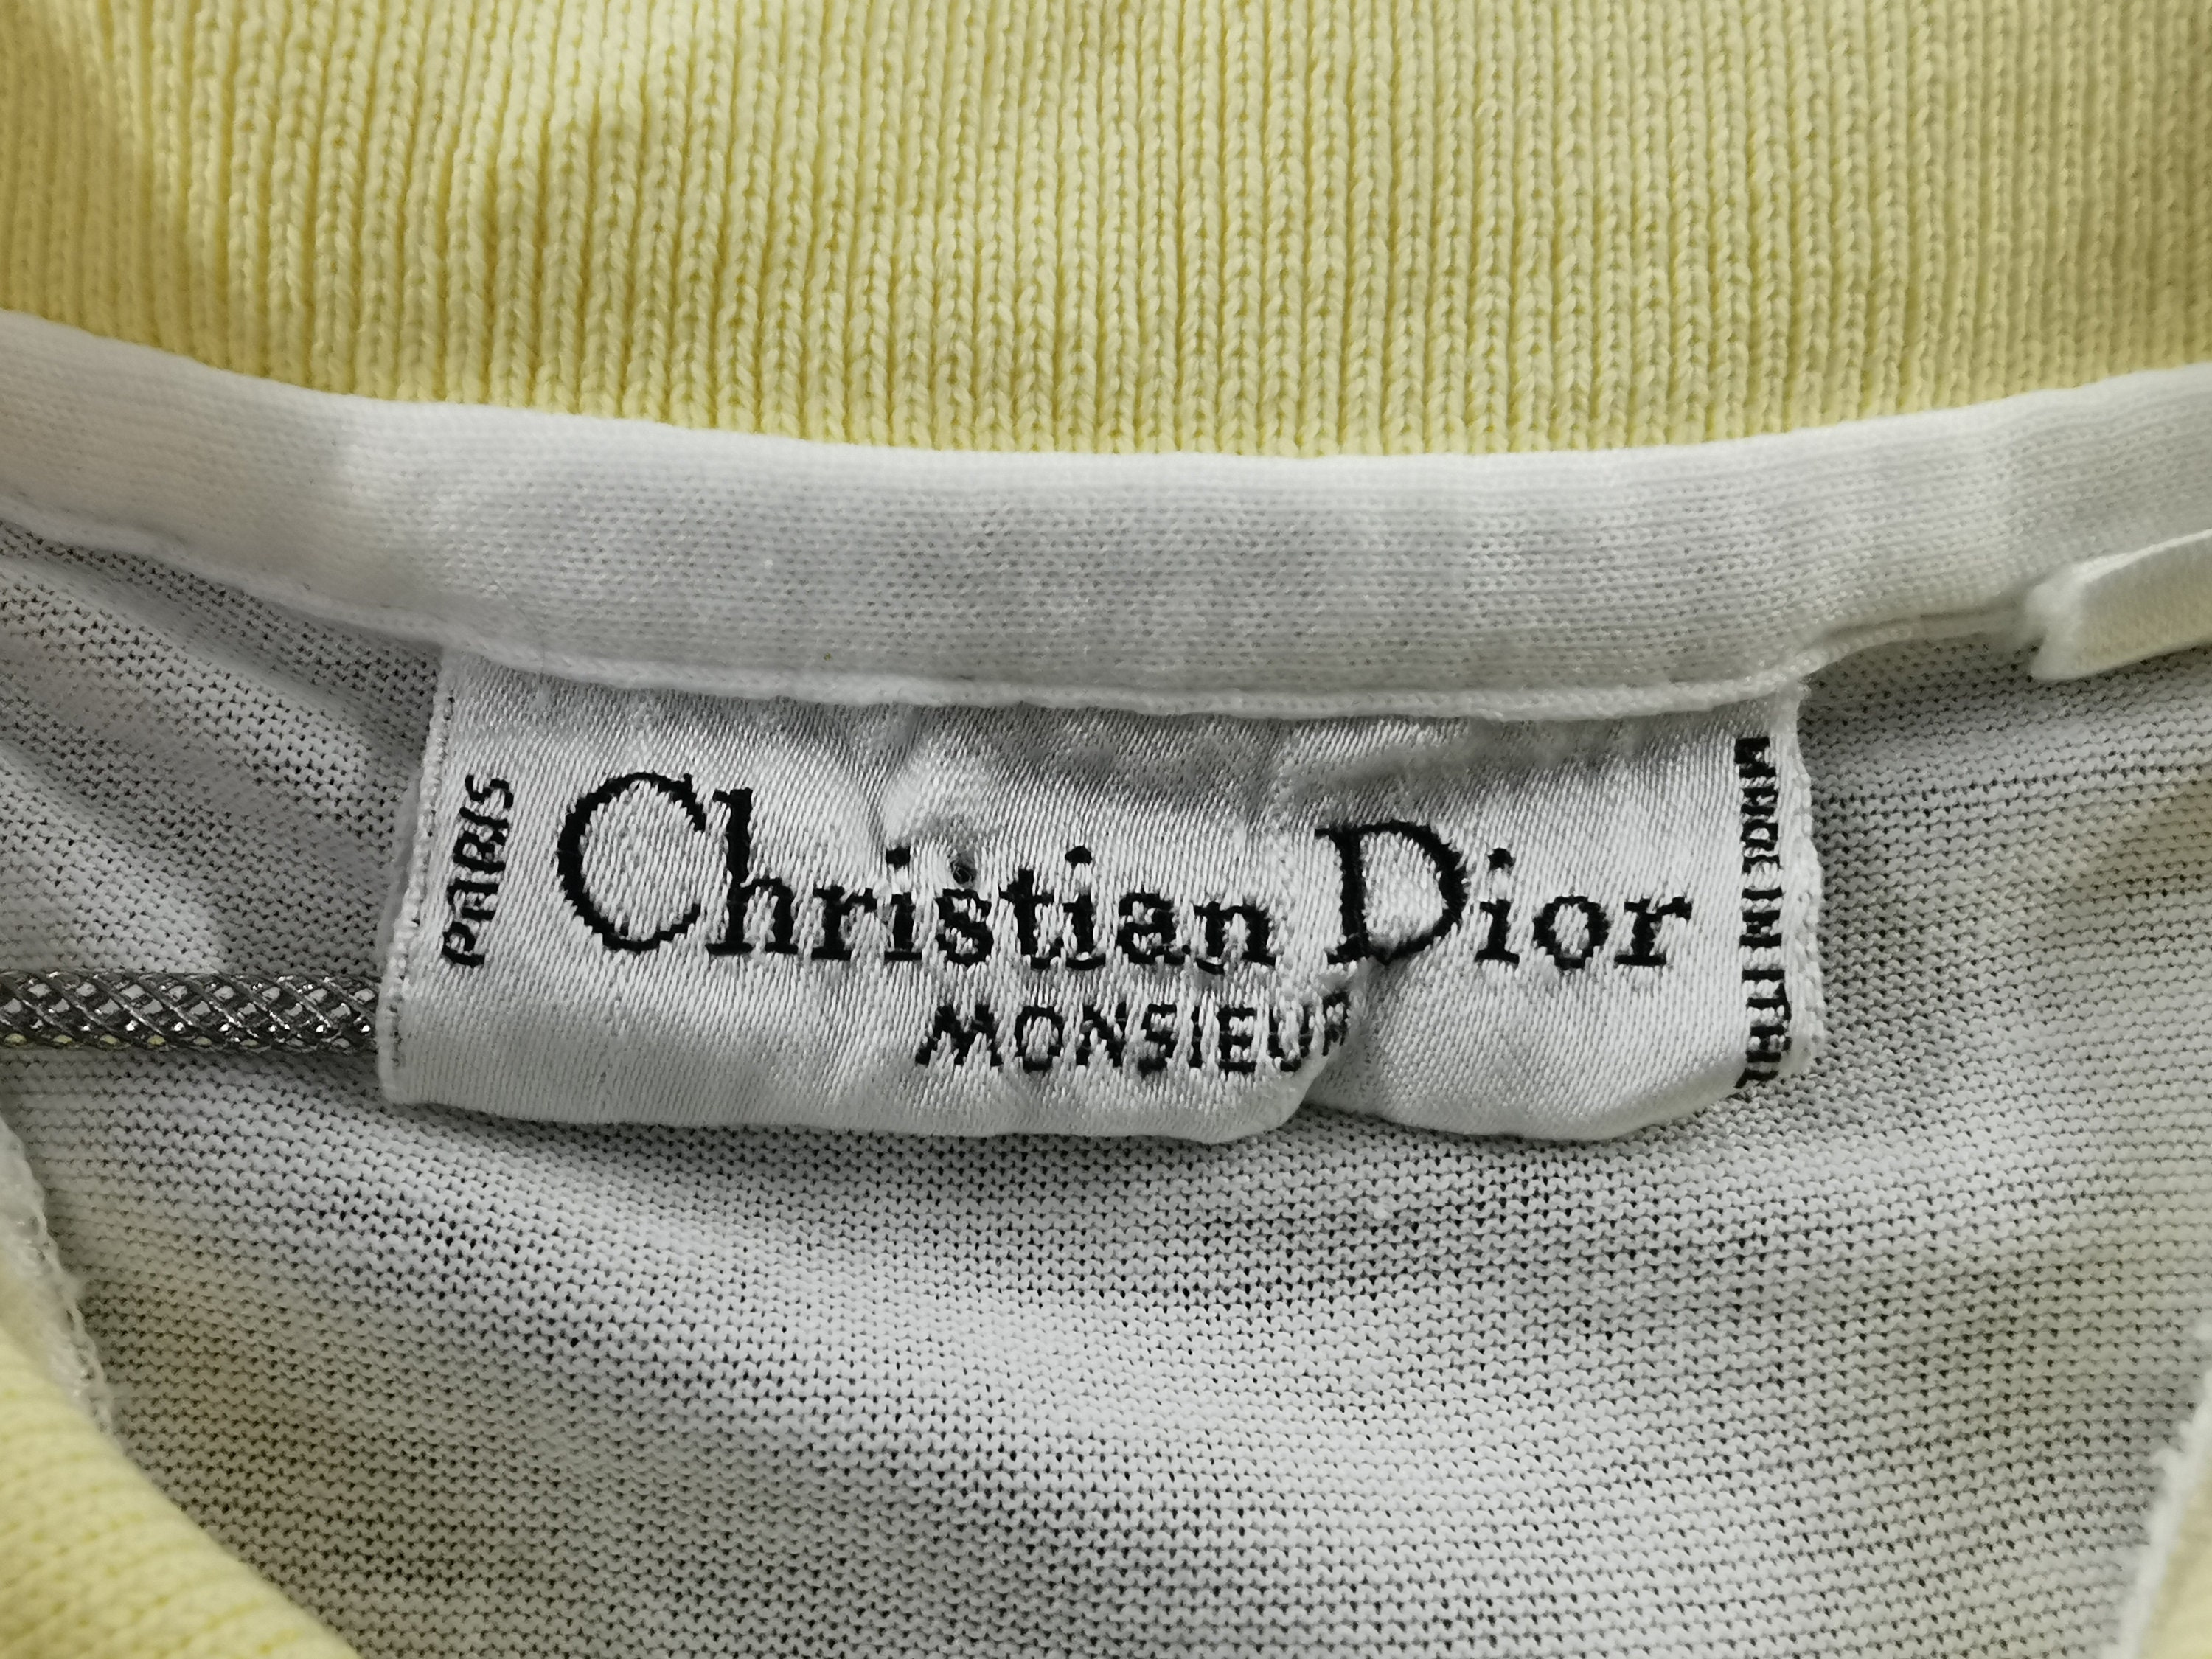 PARIS
Christian Dior
MONSIEUR
MADE IN ITALY